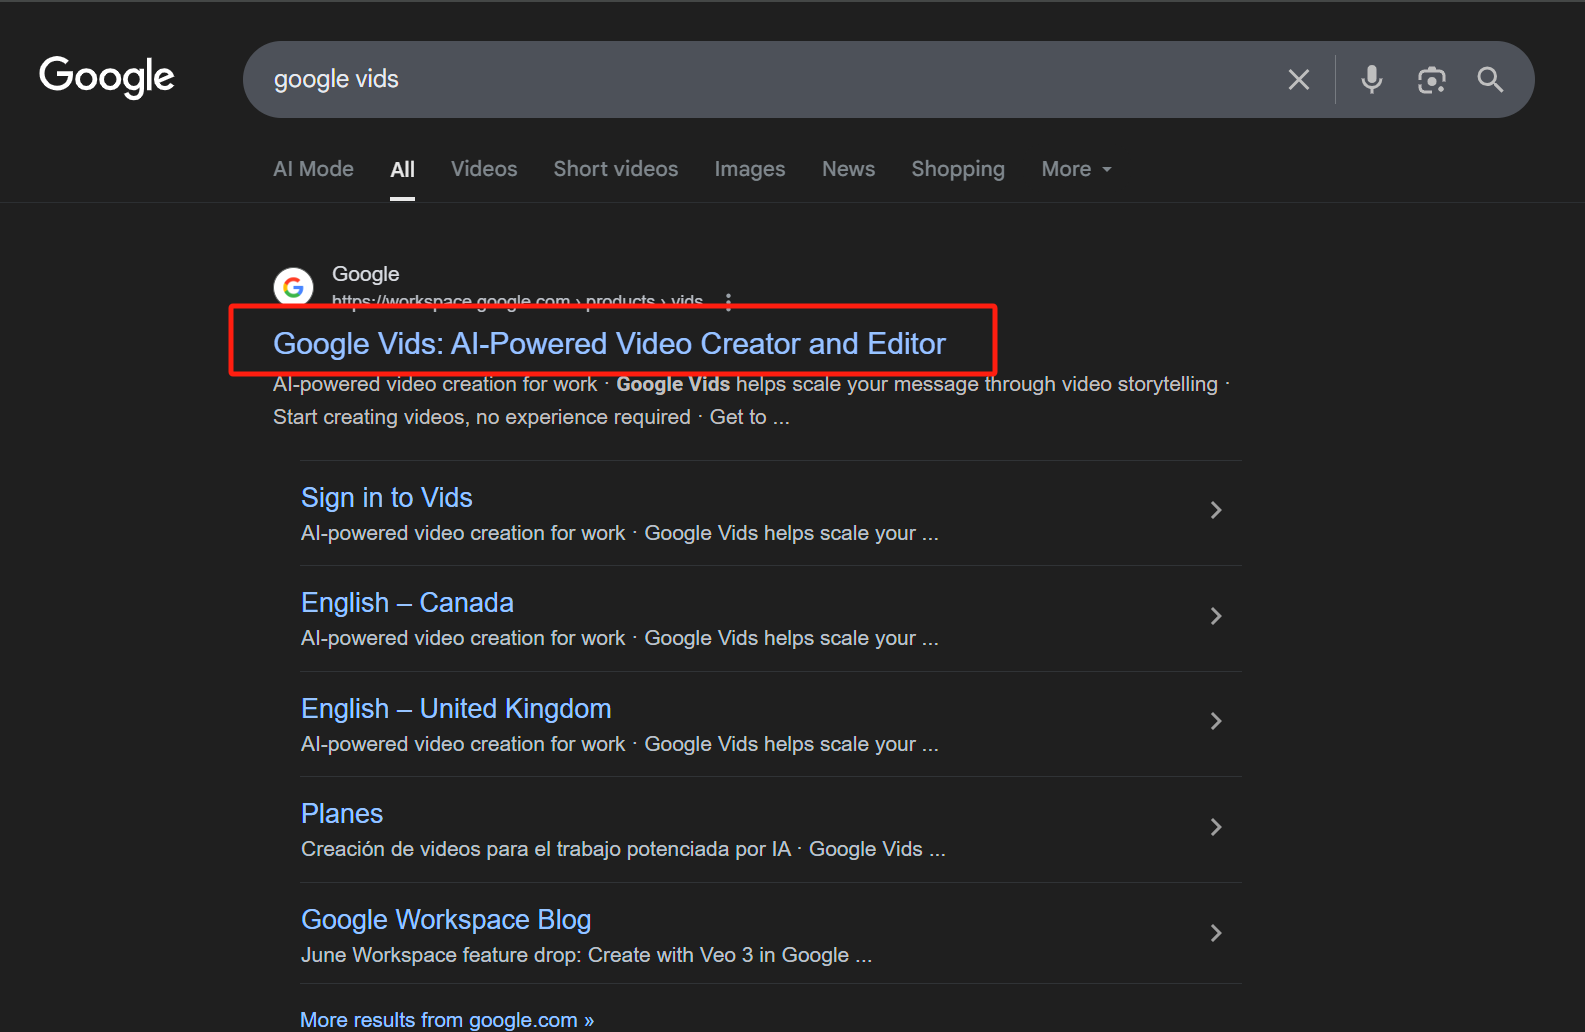 Google
google vids
AI Mode
All
Videos
Short videos
Images
News
Shopping
More
Google
https://workspace.google.com › products › vids
Google Vids: AI-Powered Video Creator and Editor
AI-powered video creation for work · Google Vids helps scale your message through video storytelling ·
Start creating videos, no experience required · Get to ...
Sign in to Vids
AI-powered video creation for work · Google Vids helps scale your ...
English – Canada
AI-powered video creation for work · Google Vids helps scale your ...
English – United Kingdom
AI-powered video creation for work · Google Vids helps scale your ...
Planes
Creación de videos para el trabajo potenciada por IA · Google Vids ...
Google Workspace Blog
June Workspace feature drop: Create with Veo 3 in Google ...
More results from google.com »